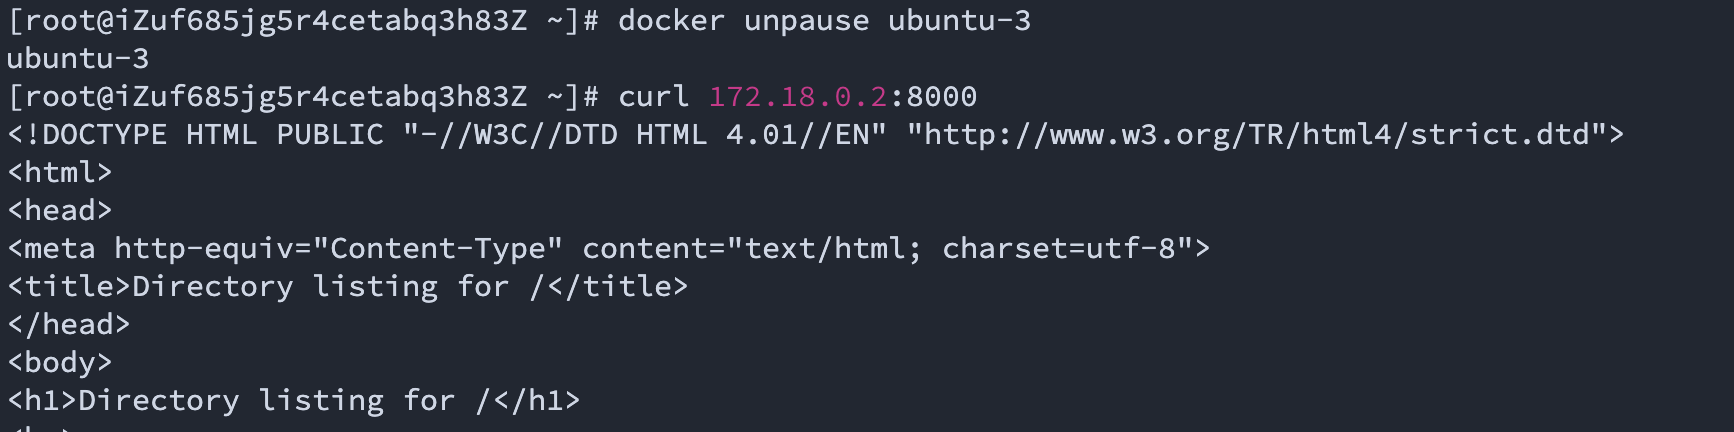 [root@iZuf685jg5r4cetabq3h83Z ~]# docker unpause ubuntu-3
ubuntu-3
[root@iZuf685jg5r4cetabq3h83Z ~]# curl 172.18.0.2:8000
<!DOCTYPE HTML PUBLIC "-//W3C//DTD HTML 4.01//EN" "http://www.w3.org/TR/html4/strict.dtd">
<html>
<head>
<meta http-equiv="Content-Type" content="text/html; charset=utf-8">
<title>Directory listing for /</title>
</head>
<body>
<h1>Directory listing for /</h1>